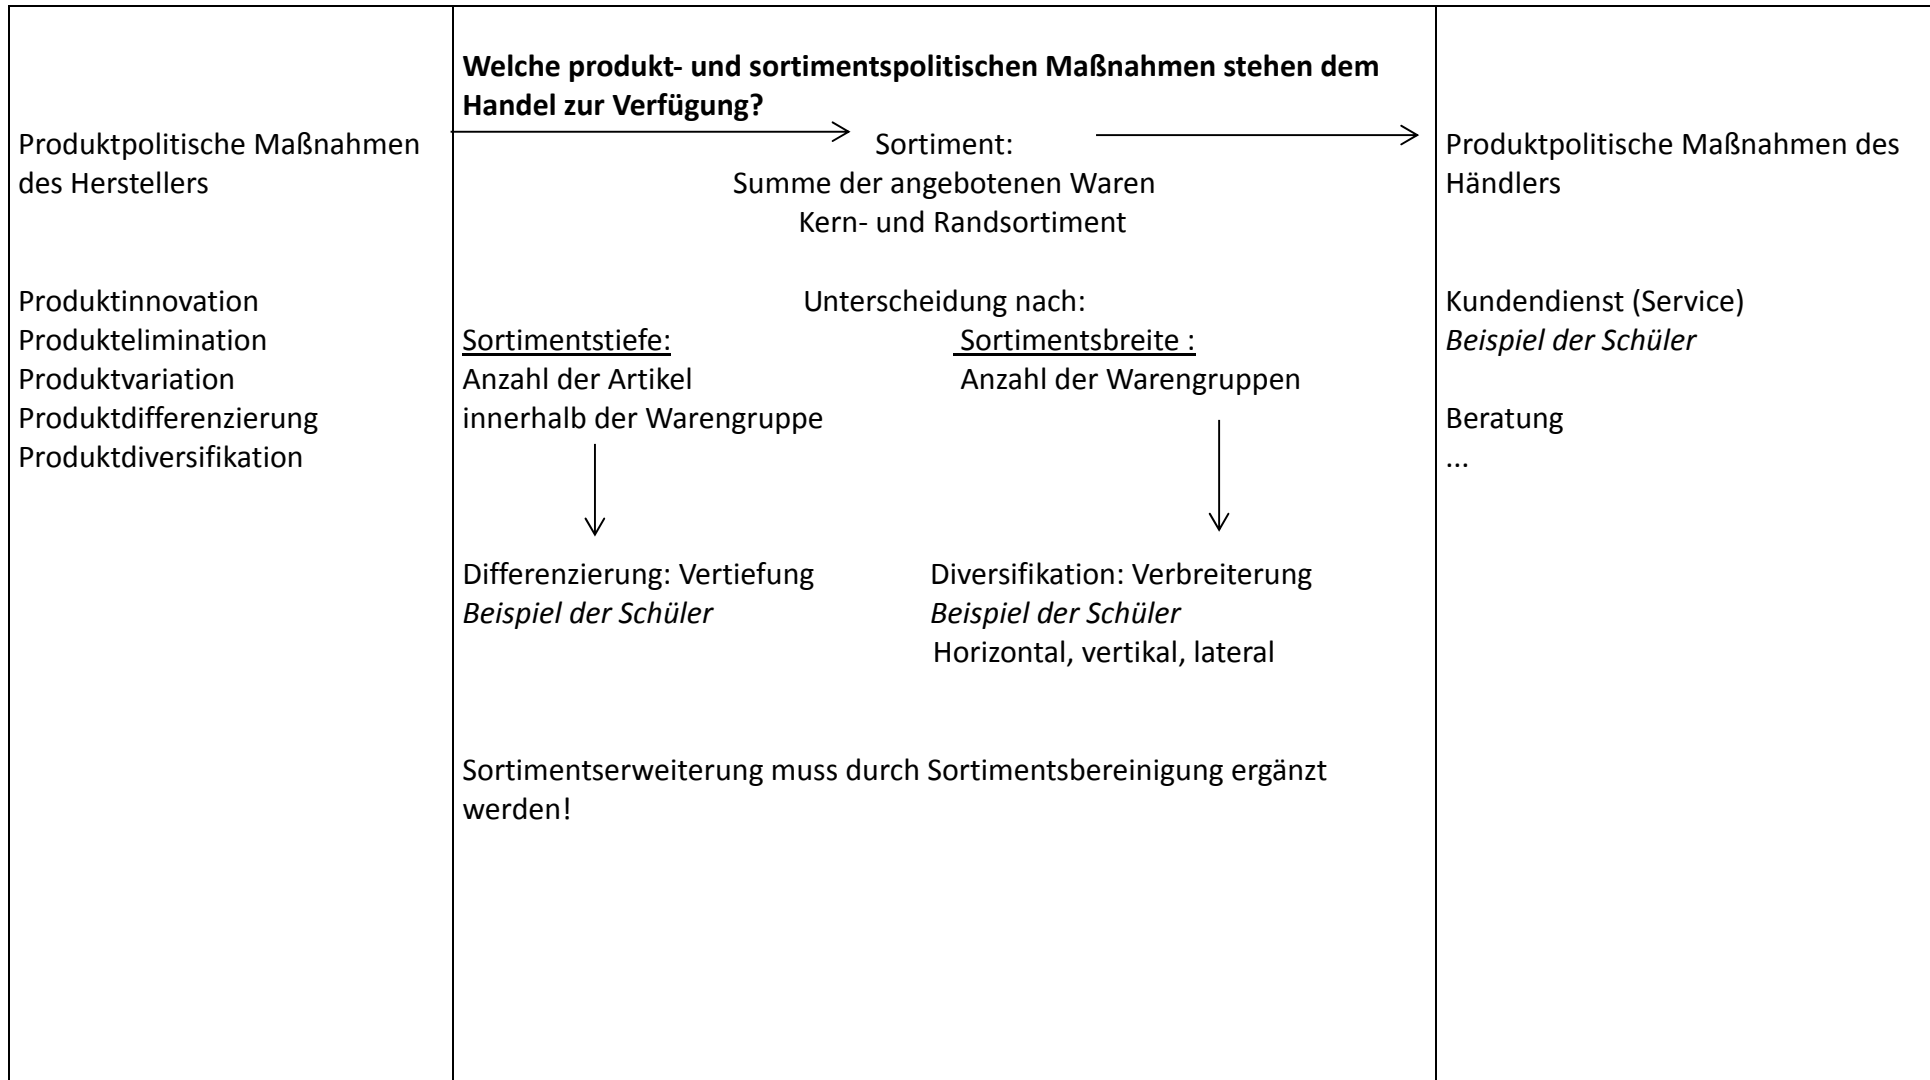 Welche produkt- und sortimentspolitischen Maßnahmen stehen dem
Handel zur Verfügung?
Produktpolitische Maßnahmen
des Herstellers
Produktinnovation
Produktelimination
Produktvariation
Produktdifferenzierung
Produktdiversifikation
Sortiment:
Summe der angebotenen Waren
Kern- und Randsortiment
Unterscheidung nach:
Sortimentstiefe:
Anzahl der Artikel
innerhalb der Warengruppe
Differenzierung: Vertiefung
Beispiel der Schüler
Sortimentsbreite :
Anzahl der Warengruppen
Diversifikation: Verbreiterung
Beispiel der Schüler
Horizontal, vertikal, lateral
Sortimentserweiterung muss durch Sortimentsbereinigung ergänzt
werden!
Produktpolitische Maßnahmen des
Händlers
Kundendienst (Service)
Beispiel der Schüler
Beratung
...